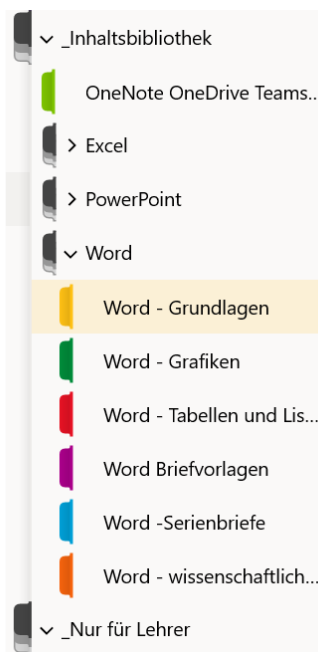 _Inhaltsbibliothek
OneNote OneDrive Teams...
Excel
PowerPoint
Word
Word - Grundlagen
Word - Grafiken
Word - Tabellen und Lis...
Word Briefvorlagen
Word -Serienbriefe
Word - wissenschaftlich...
_Nur für Lehrer